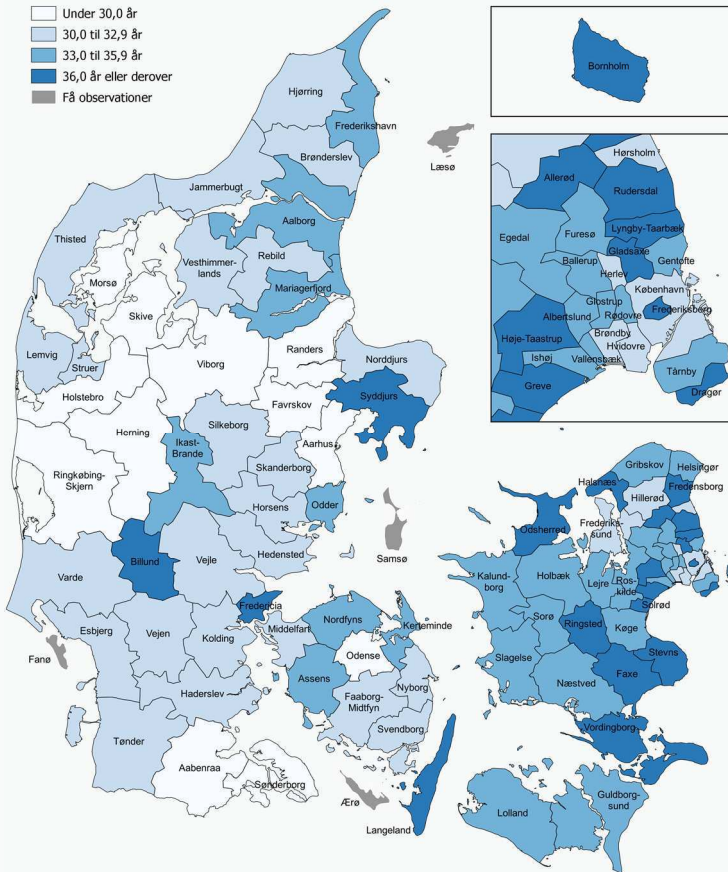 Under 30,0 år
30,0 til 32,9 år
33,0 til 35,9 år
36,0 år eller derover
Få observationer
Hjørring
Frederikshavn
Læsø
Brønderslev
Jammerbugt
Aalborg
Thisted
Vesthimmer-
lands
Rebild
Morsø
Mariagerfjord
Skive
Lemvig
Struer
Viborg
Randers
Norddjurs
Holstebro
Favrskov
Syddjurs
Silkeborg
Herning
Ikast-
Brande
Aarhus
Skanderborg
Ringkøbing-
Skjern
Horsens
Odder
Samsø
Hedensted
Billund
Vejle
Varde
Fredericia
Middelfart
Nordfyns
Kerteminde
Esbjerg
Vejen
Kolding
Fanø
Odense
Assens
Nyborg
Faaborg-
Midtfyn
Haderslev
Svendborg
Tønder
Aabenraa
Sønderborg
Ærø
Langeland
Bornholm
Hørsholm
Allerød
Rudersdal
Egedal
Furesø
Lyngby-Taarbæk
Gladsaxe
Gentofte
Ballerup
Herlev
København
Glostrup
Frederiksberg
Rødovre
Albertslund
Brøndby
Høje-Taastrup
Hvidovre
Ishøj
Vallensbæk
Tårnby
Greve
Dragør
Gribskov
Helsingør
Halsnæs
Fredensborg
Hillerød
Odsherred
Frederiks-
sund
Kalund-
borg
Holbæk
Lejre
Ros-
kilde
Solrød
Sorø
Ringsted
Køge
Stevns
Slagelse
Faxe
Næstved
Vordingborg
Guldborg-
sund
Lolland